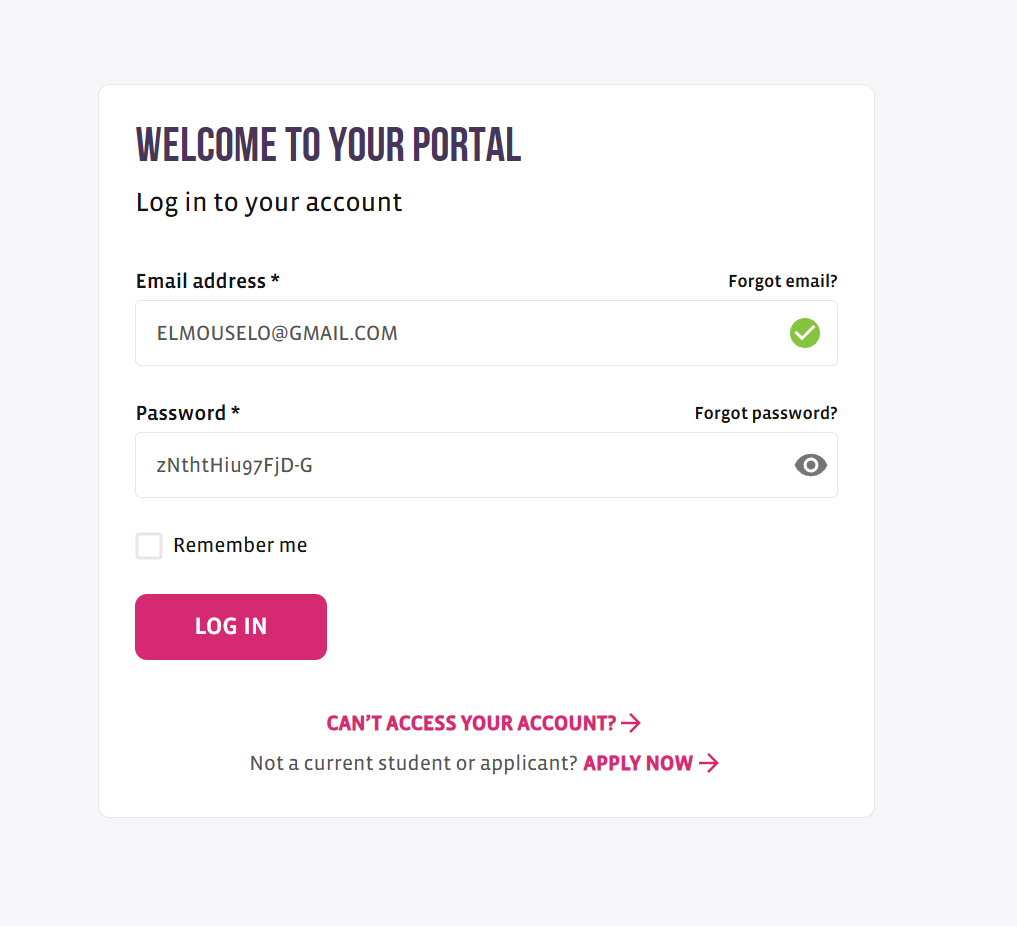 WELCOME TO YOUR PORTAL
Log in to your account
Email address * Forgot email?
ELMOUSELO@GMAIL.COM
Password * Forgot password?
zNthtHiu97FjD-G
Remember me
LOG IN
CAN'T ACCESS YOUR ACCOUNT? →
Not a current student or applicant? APPLY NOW →